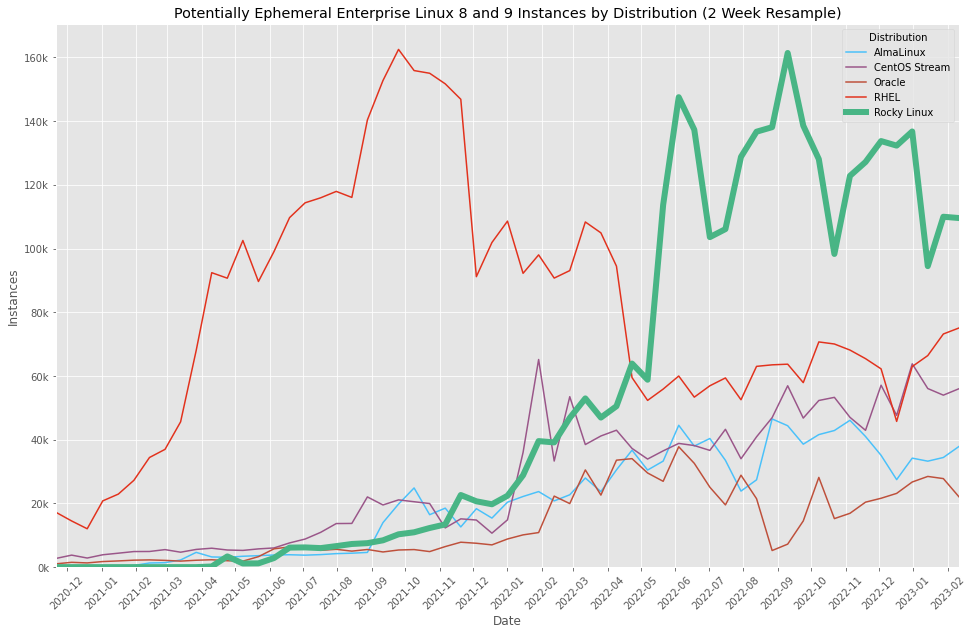 Potentially Ephemeral Enterprise Linux 8 and 9 Instances by Distribution (2 Week Resample)
Distribution
AlmaLinux
CentOS Stream
Oracle
RHEL
Rocky Linux
160k
140k
120k
100k
80k
60k
40k
20k
0k
Instances
2020-12
2021-01
2021-02
2021-03
2021-04
2021-05
2021-06
2021-07
2021-08
2021-09
2021-10
2021-11
2021-12
2022-01
2022-02
2022-03
2022-04
2022-05
2022-06
2022-07
2022-08
2022-09
2022-10
2022-11
2022-12
2023-01
2023-02
Date